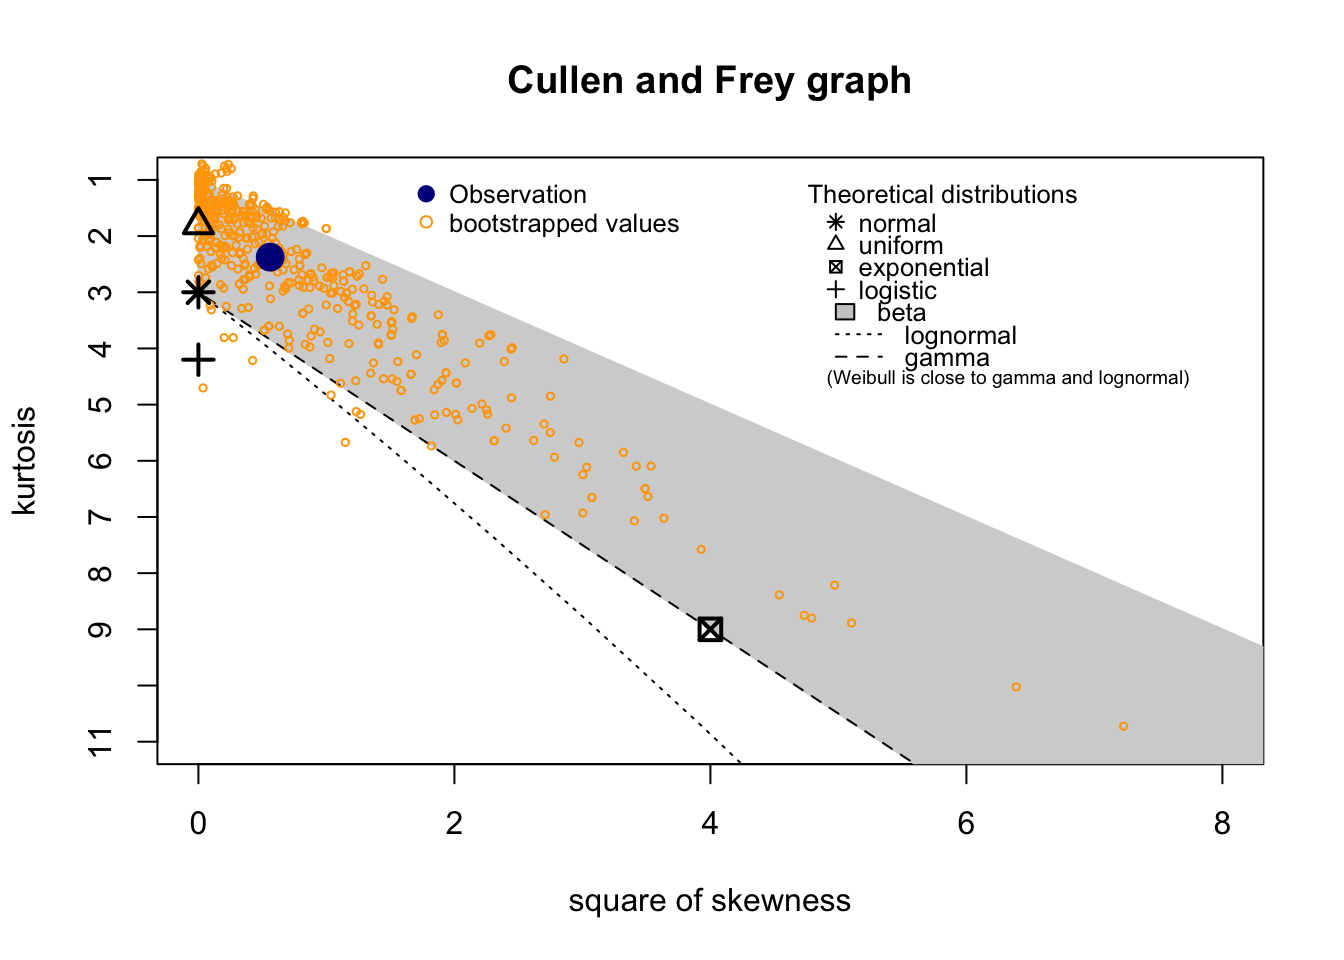 Cullen and Frey graph
Observation
bootstrapped values
Theoretical distributions
normal
uniform
exponential
logistic
beta
lognormal
gamma
(Weibull is close to gamma and lognormal)
kurtosis
1
2
3
4
5
6
7
8
9
11
0 2 4 6 8
square of skewness